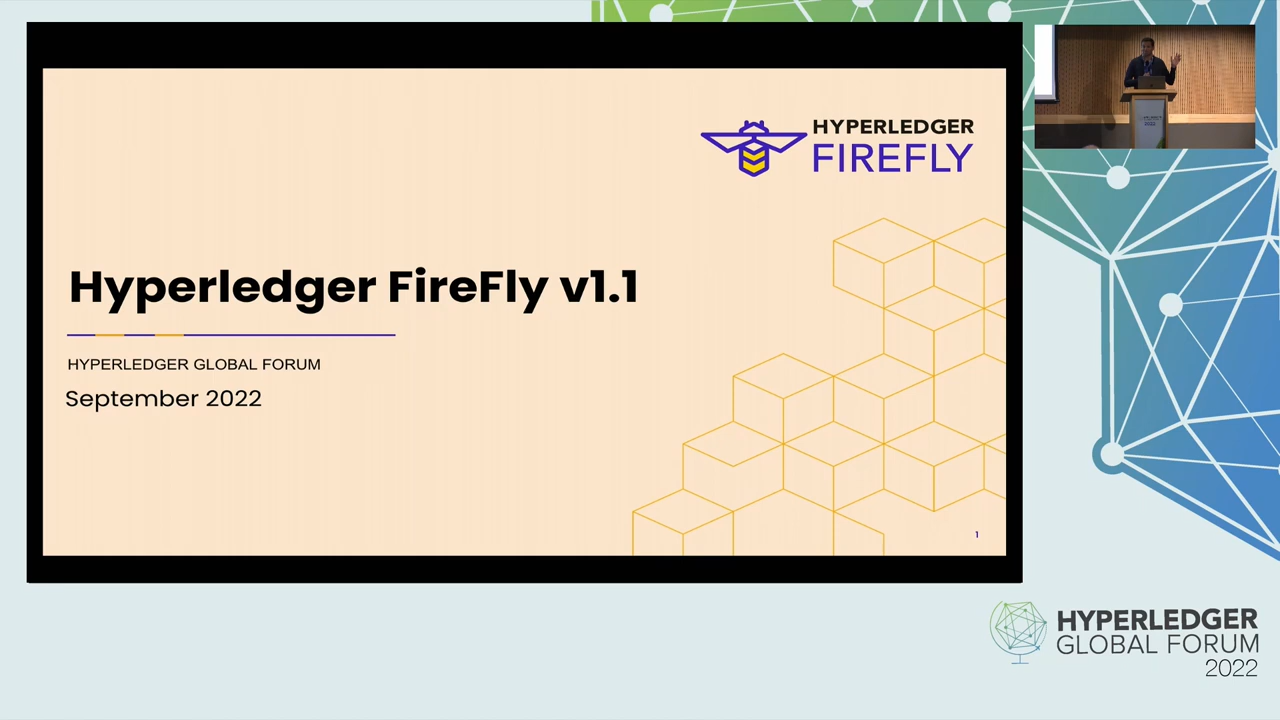 HYPERLEDGER
FIREFLY
Hyperledger FireFly v1.1
HYPERLEDGER GLOBAL FORUM
September 2022
1
HYPERLEDGER
GLOBAL FORUM
2022